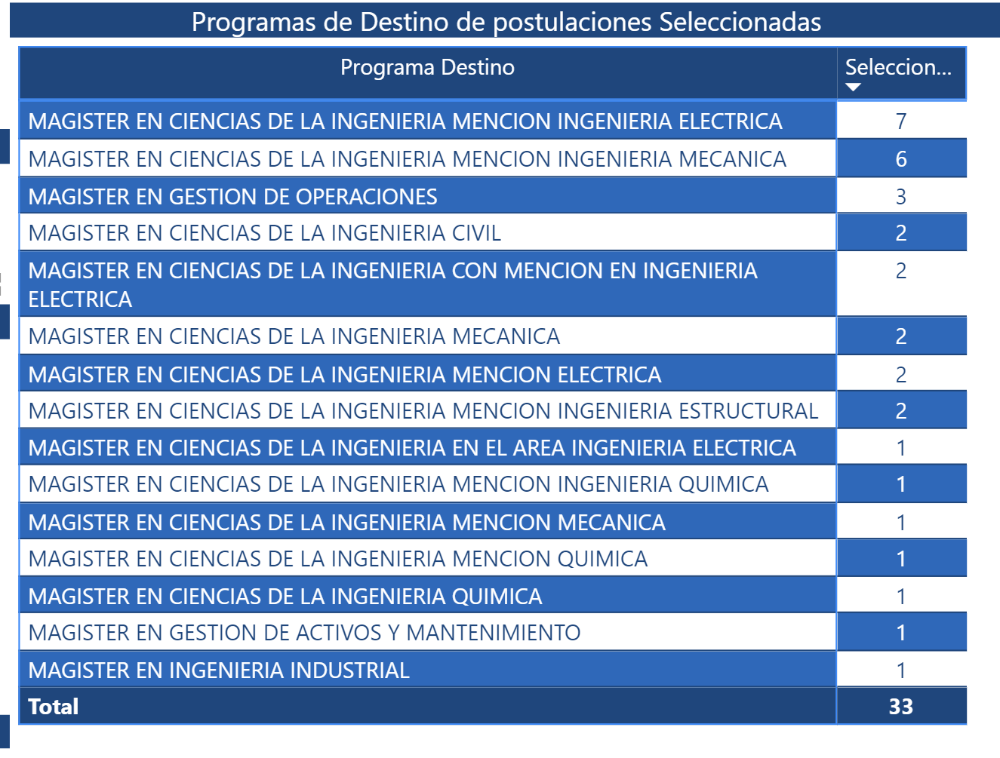 Programas de Destino de postulaciones Seleccionadas
Programa Destino Seleccion...
MAGISTER EN CIENCIAS DE LA INGENIERIA MENCION INGENIERIA ELECTRICA 7
MAGISTER EN CIENCIAS DE LA INGENIERIA MENCION INGENIERIA MECANICA 6
MAGISTER EN GESTION DE OPERACIONES 3
MAGISTER EN CIENCIAS DE LA INGENIERIA CIVIL 2
MAGISTER EN CIENCIAS DE LA INGENIERIA CON MENCION EN INGENIERIA 2
ELECTRICA
MAGISTER EN CIENCIAS DE LA INGENIERIA MECANICA 2
MAGISTER EN CIENCIAS DE LA INGENIERIA MENCION ELECTRICA 2
MAGISTER EN CIENCIAS DE LA INGENIERIA MENCION INGENIERIA ESTRUCTURAL 2
MAGISTER EN CIENCIAS DE LA INGENIERIA EN EL AREA INGENIERIA ELECTRICA 1
MAGISTER EN CIENCIAS DE LA INGENIERIA MENCION INGENIERIA QUIMICA 1
MAGISTER EN CIENCIAS DE LA INGENIERIA MENCION MECANICA 1
MAGISTER EN CIENCIAS DE LA INGENIERIA MENCION QUIMICA 1
MAGISTER EN CIENCIAS DE LA INGENIERIA QUIMICA 1
MAGISTER EN GESTION DE ACTIVOS Y MANTENIMIENTO 1
MAGISTER EN INGENIERIA INDUSTRIAL 1
Total 33